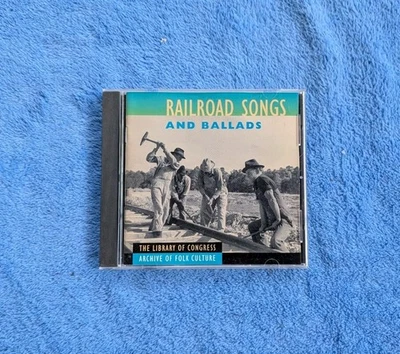 RAILROAD SONGS
AND BALLADS
THE LIBRARY OF CONGRESS
ARCHIVE OF FOLK CULTURE